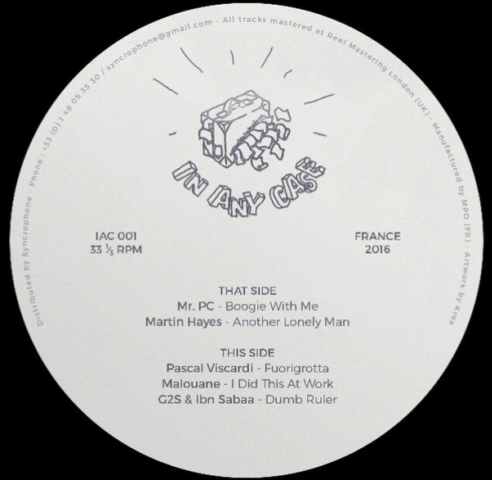 Distributed by Syncrophone - Phone : +33 (0)1 48 05 35 30 / syncrophone@gmail.com - All tracks mastered at Reel Mastering London (UK) - Manufactured by MPO (FR) - Artwork by Krea
IN ANY CASE
IAC 001
33 ⅓ RPM
FRANCE
2016
THAT SIDE
Mr. PC - Boogie With Me
Martin Hayes - Another Lonely Man
THIS SIDE
Pascal Viscardi - Fuorigrotta
Malouane - I Did This At Work
G2S & Ibn Sabaa - Dumb Ruler